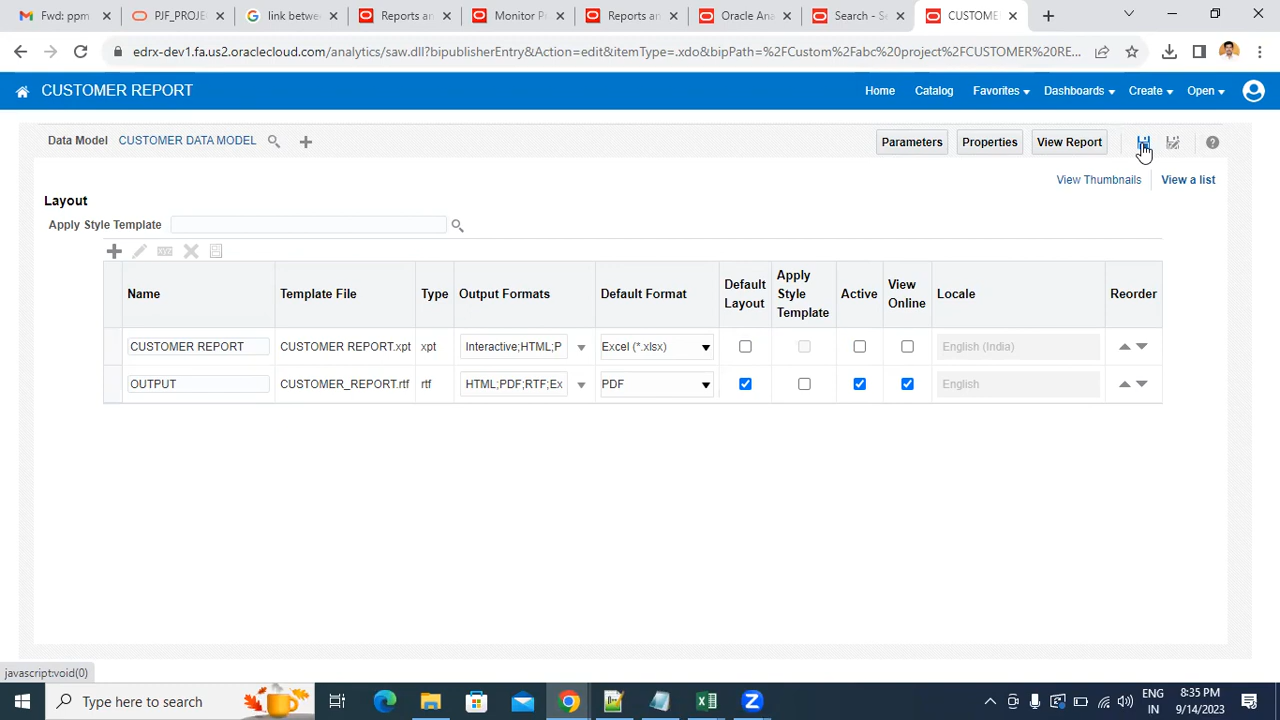 Fwd: ppm
PJF_PROJE
link betwe
Reports an
Monitor P
Reports an
Oracle Ana
Search - Se
CUSTOME
edrx-dev1.fa.us2.oraclecloud.com/analytics/saw.dll?bipublisherEntry&Action=edit&itemType=.xdo&bipPath=%2FCustom%2Fabc%20project%2FCUSTOMER%20RE...
CUSTOMER REPORT
Home
Catalog
Favorites
Dashboards
Create
Open
Data Model CUSTOMER DATA MODEL
Parameters
Properties
View Report
View Thumbnails
View a list
Layout
Apply Style Template
Name Template File Type Output Formats Default Format Default Layout Apply Style Template Active View Online Locale Reorder
CUSTOMER REPORT CUSTOMER REPORT.xpt xpt Interactive;HTML;P Excel (*.xlsx) English (India)
OUTPUT CUSTOMER_REPORT.rtf rtf HTML;PDF;RTF;Ex PDF English
javascript:void(0)
Type here to search
ENG
IN
8:35 PM
9/14/2023